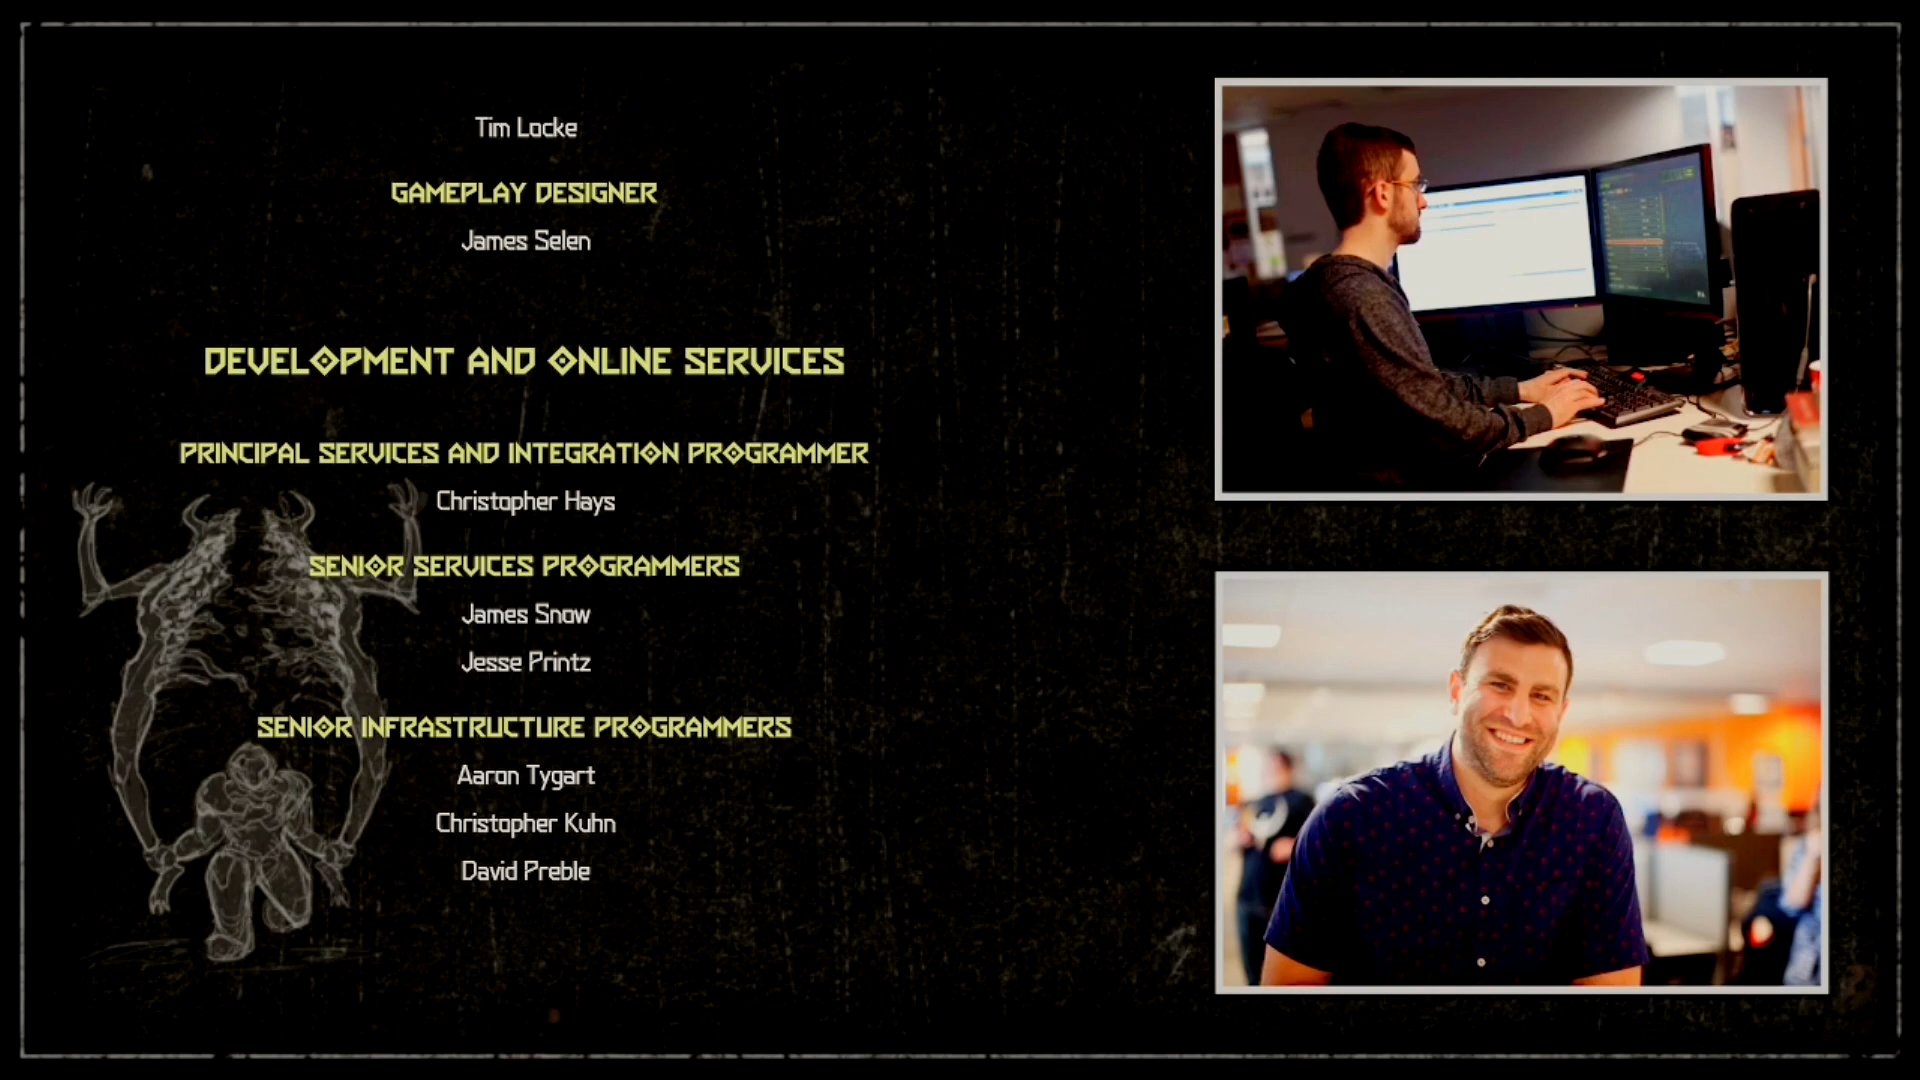 Tim Locke
GAMEPLAY DESIGNER
James Selen
DEVELOPMENT AND ONLINE SERVICES
PRINCIPAL SERVICES AND INTEGRATION PROGRAMMER
Christopher Hays
SENIOR SERVICES PROGRAMMERS
James Snow
Jesse Printz
SENIOR INFRASTRUCTURE PROGRAMMERS
Aaron Tygart
Christopher Kuhn
David Preble